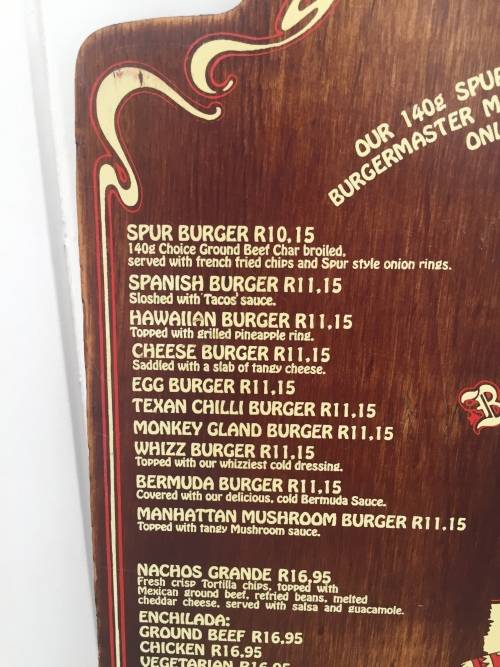 OUR 140g SPUR
BURGERMASTER M
ONL
SPUR BURGER R10,15
140g Choice Ground Beef Char broiled,
served with french fried chips and Spur style onion rings.
SPANISH BURGER R11,15
Sloshed with Tacos' sauce.
HAWAIIAN BURGER R11,15
Topped with grilled pineapple ring.
CHEESE BURGER R11,15
Saddled with a slab of tangy cheese.
EGG BURGER R11,15
TEXAN CHILLI BURGER R11,15
MONKEY GLAND BURGER R11,15
WHIZZ BURGER R11,15
Topped with our whizziest cold dressing.
BERMUDA BURGER R11,15
Covered with our delicious, cold Bermuda Sauce.
MANHATTAN MUSHROOM BURGER R11,15
Topped with tangy Mushroom sauce.
B
NACHOS GRANDE R16,95
Fresh crisp Tortilla chips, topped with
Mexican ground beef, refried beans, melted
cheddar cheese, served with salsa and guacamole.
ENCHILADA:
GROUND BEEF R16,95
CHICKEN R16,95
VEGETARIAN R16,95